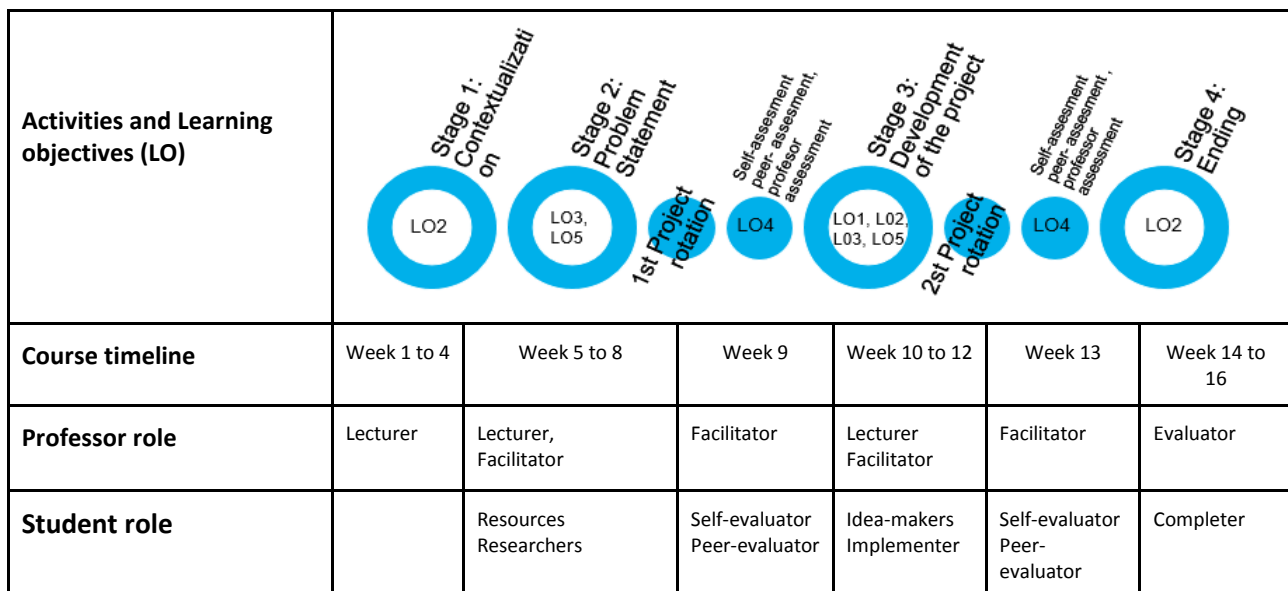 Activities and Learning
objectives (LO)
Stage 1:
Contextualizati
on
LO2
Stage 2:
Problem
Statement
LO3,
LO5
1st Project
rotation
Self-assesment
peer- assesment,
profesor
assessment
LO4
Stage 3:
Development
of the project
LO1, L02,
L03, LO5
2st Project
rotation
Self-assesment
peer- assesment ,
professor
assessment
LO4
Stage 4:
Ending
LO2
Course timeline
Week 1 to 4
Week 5 to 8
Week 9
Week 10 to 12
Week 13
Week 14 to
16
Professor role
Lecturer
Lecturer,
Facilitator
Facilitator
Lecturer
Facilitator
Facilitator
Evaluator
Student role
Resources
Researchers
Self-evaluator
Peer-evaluator
Idea-makers
Implementer
Self-evaluator
Peer-
evaluator
Completer